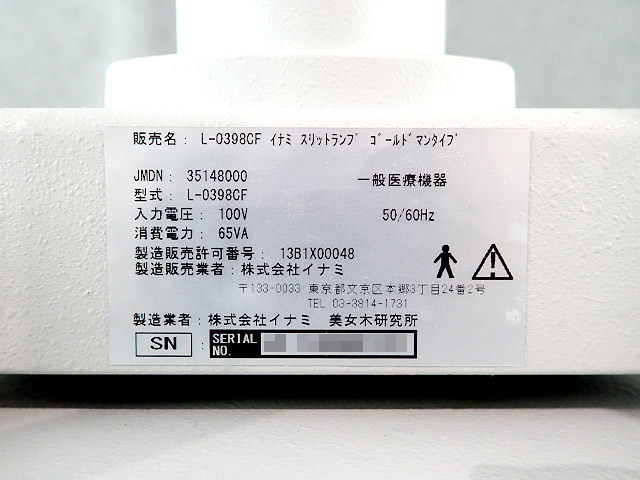 販売名： L-0398CF イナミ スリットランプ ゴールドマンタイプ
JMDN： 35148000 一般医療機器
型式： L-0398CF
入力電圧： 100V 50/60Hz
消費電力： 65VA
製造販売許可番号： 13B1X00048
製造販売業者：株式会社イナミ
〒133-0033 東京都文京区本郷3丁目24番2号
TEL 03-3814-1731
製造業者：株式会社イナミ 美女木研究所
SN ： SERIAL NO.